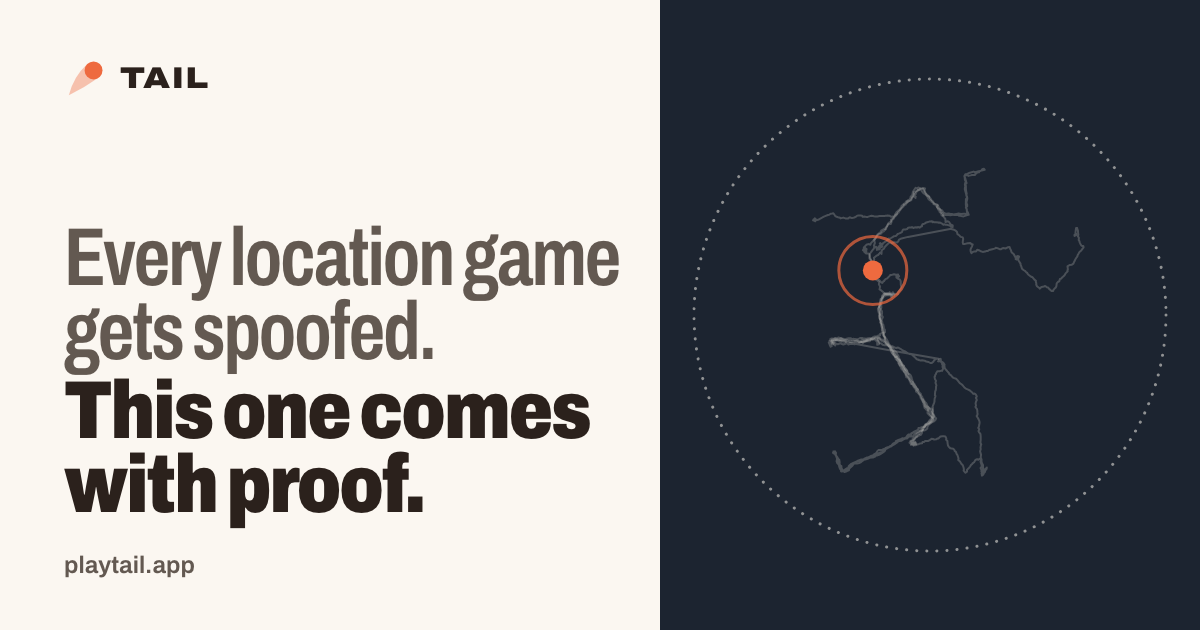 TAIL
Every location game
gets spoofed.
This one comes
with proof.
playtail.app